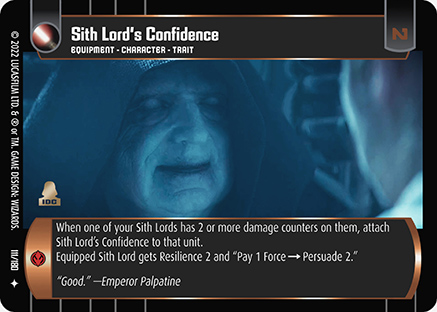 Sith Lord's Confidence
EQUIPMENT • CHARACTER • TRAIT
N
When one of your Sith Lords has 2 or more damage counters on them, attach
Sith Lord's Confidence to that unit.
Equipped Sith Lord gets Resilience 2 and "Pay 1 Force → Persuade 2."
"Good." —Emperor Palpatine
©2022 LUCASFILM LTD. & ® or ™. GAME DESIGN: WIZARDS.
111/180 ✦